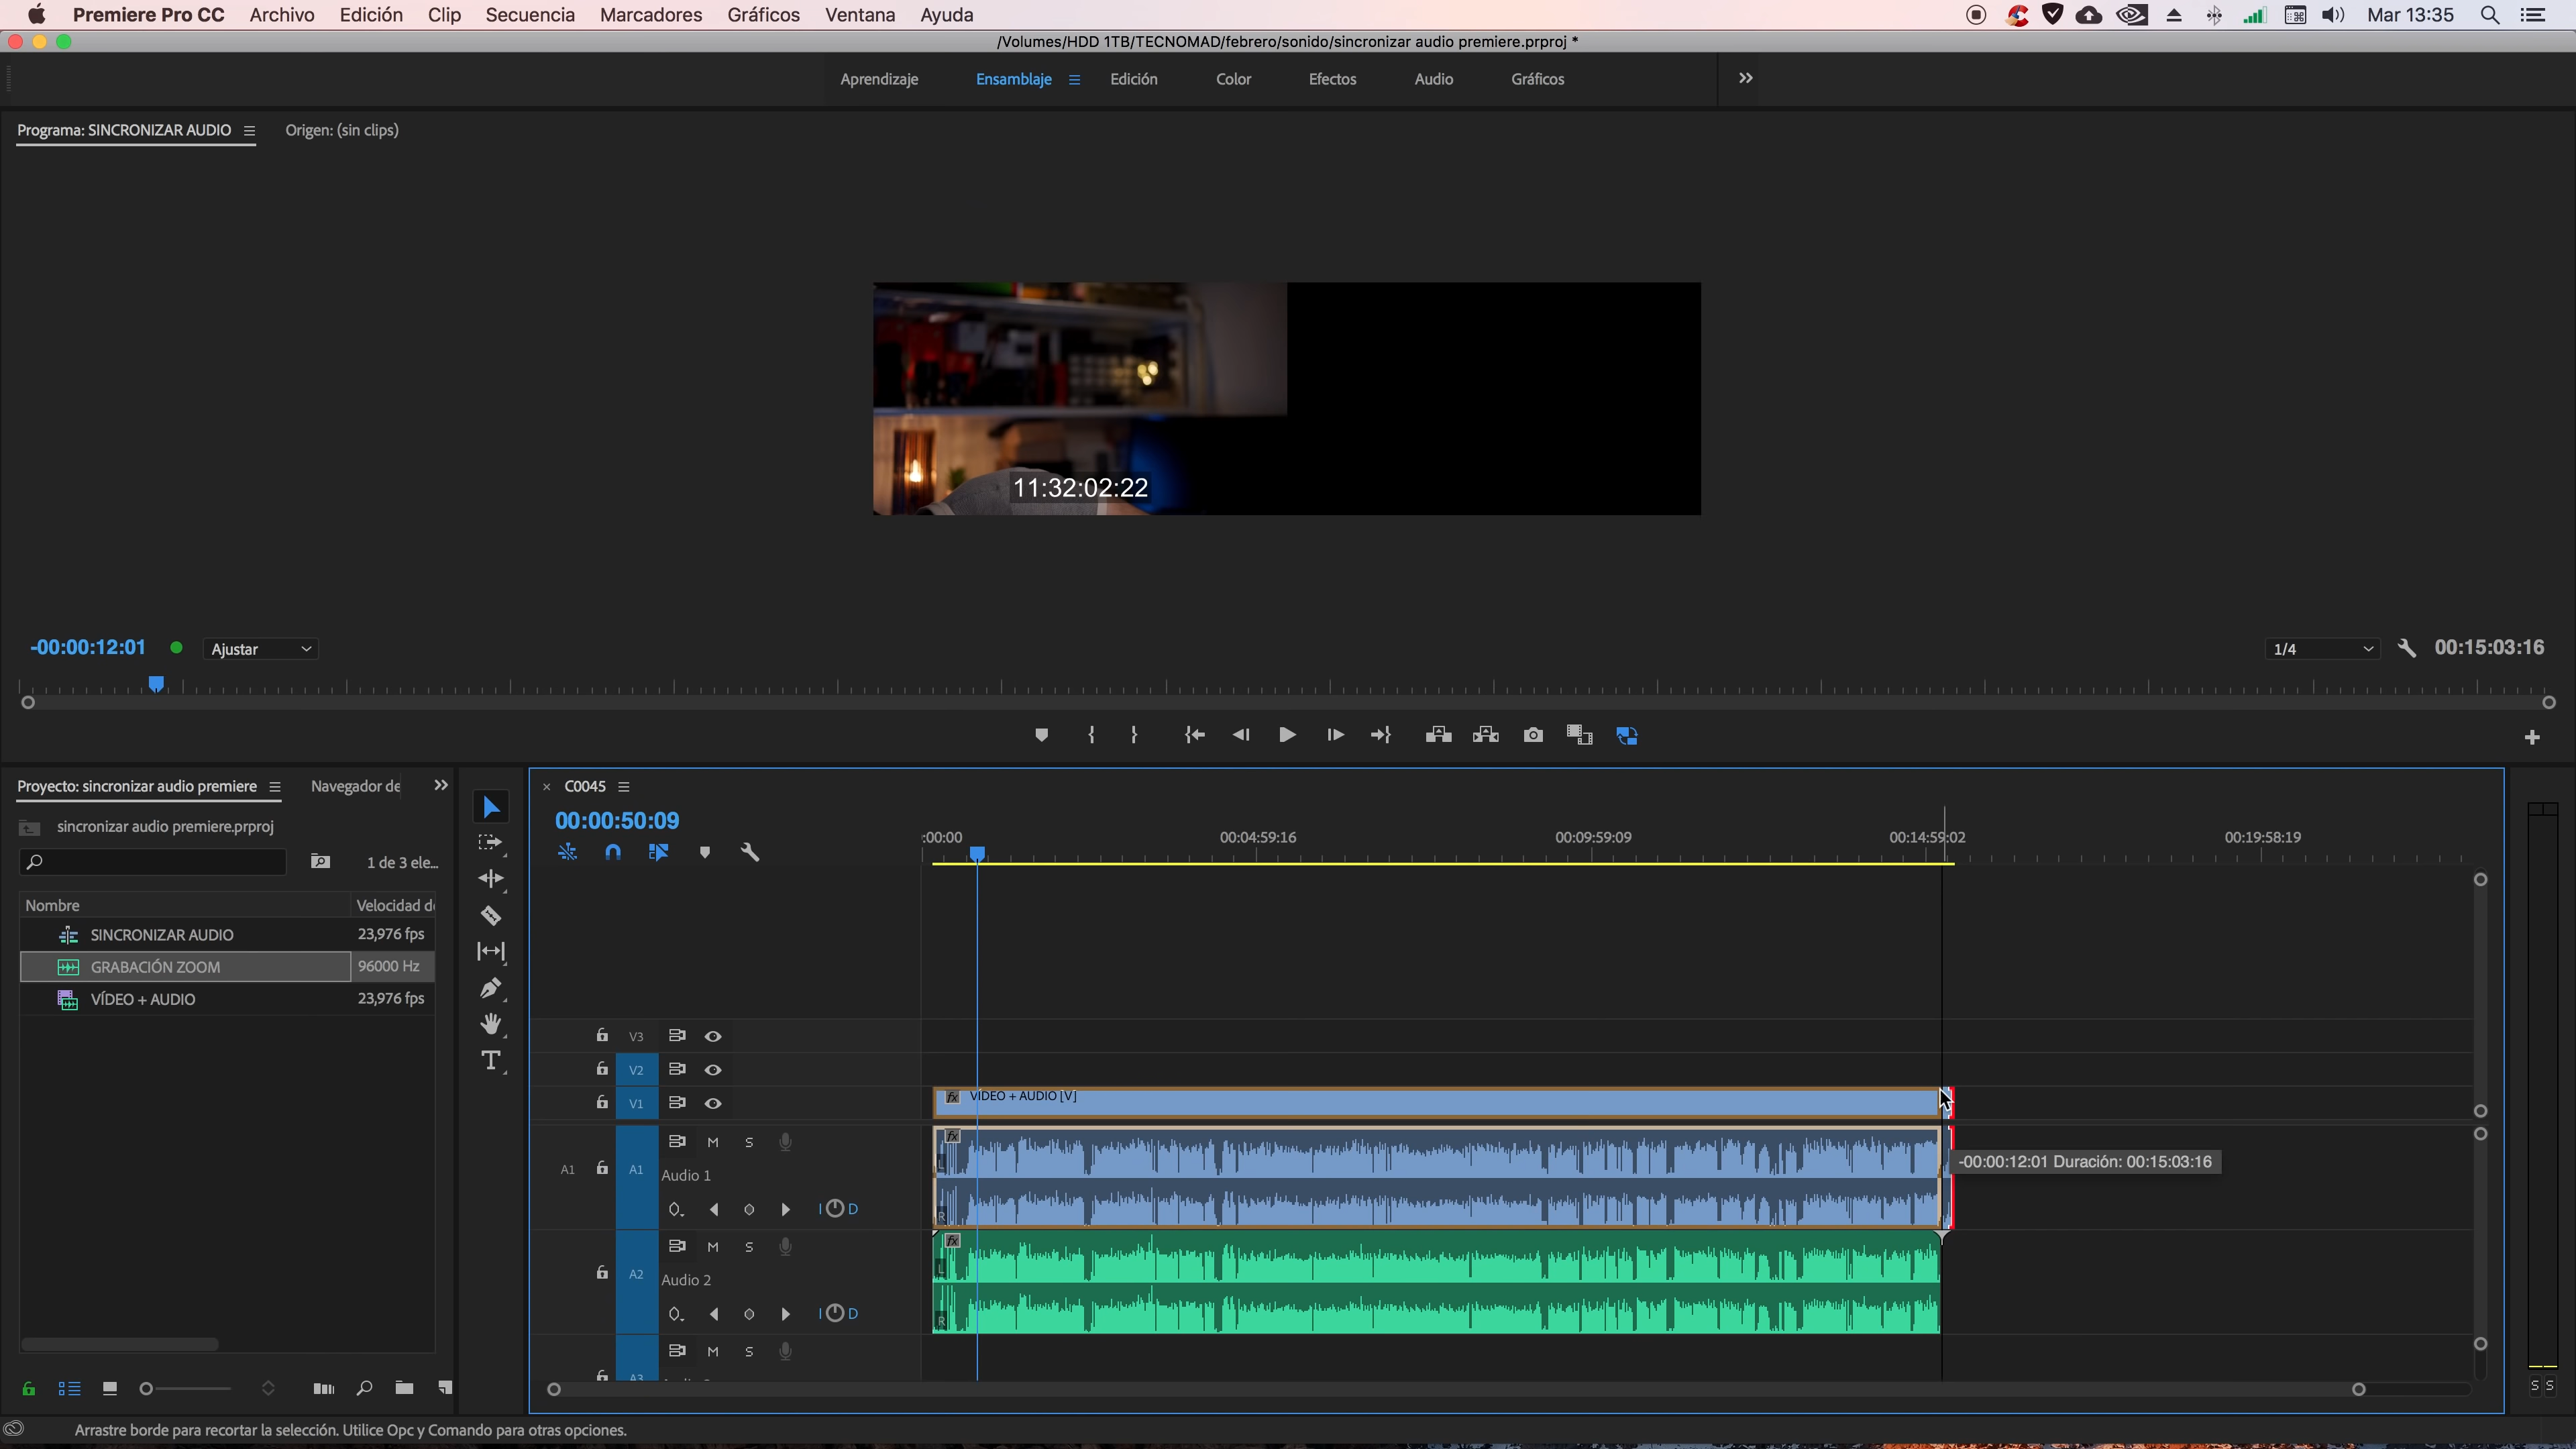 Premiere Pro CC Archivo Edición Clip Secuencia Marcadores Gráficos Ventana Ayuda Mar 13:35
/Volumes/HDD 1TB/TECNOMAD/febrero/sonido/sincronizar audio premiere.prproj *
Aprendizaje Ensamblaje Edición Color Efectos Audio Gráficos
Programa: SINCRONIZAR AUDIO Origen: (sin clips)
11:32:02:22
-00:00:12:01 Ajustar 1/4 00:15:03:16
Proyecto: sincronizar audio premiere Navegador de
sincronizar audio premiere.prproj
1 de 3 ele...
Nombre Velocidad de
SINCRONIZAR AUDIO 23,976 fps
GRABACIÓN ZOOM 96000 Hz
VÍDEO + AUDIO 23,976 fps
C0045
00:00:50:09
:00:00 00:04:59:16 00:09:59:09 00:14:59:02 00:19:58:19
V3
V2
V1 fx VÍDEO + AUDIO [V]
A1 A1 M S fx
Audio 1
L
R
-00:00:12:01 Duración: 00:15:03:16
A2 M S fx
Audio 2
L
R
A3 M S
S S
Arrastre borde para recortar la selección. Utilice Opc y Comando para otras opciones.